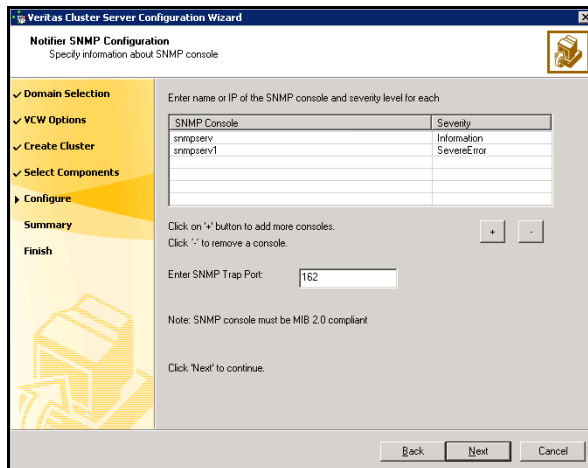 Veritas Cluster Server Configuration Wizard
Notifier SNMP Configuration
Specify information about SNMP console
Domain Selection
VCW Options
Create Cluster
Select Components
Configure
Summary
Finish
Enter name or IP of the SNMP console and severity level for each
SNMP Console Severity
snmpserv Information
snmpserv1 SevereError
Click on '+' button to add more consoles.
Click '-' to remove a console.
+ -
Enter SNMP Trap Port: 162
Note: SNMP console must be MIB 2.0 compliant
Click 'Next' to continue.
Back Next Cancel